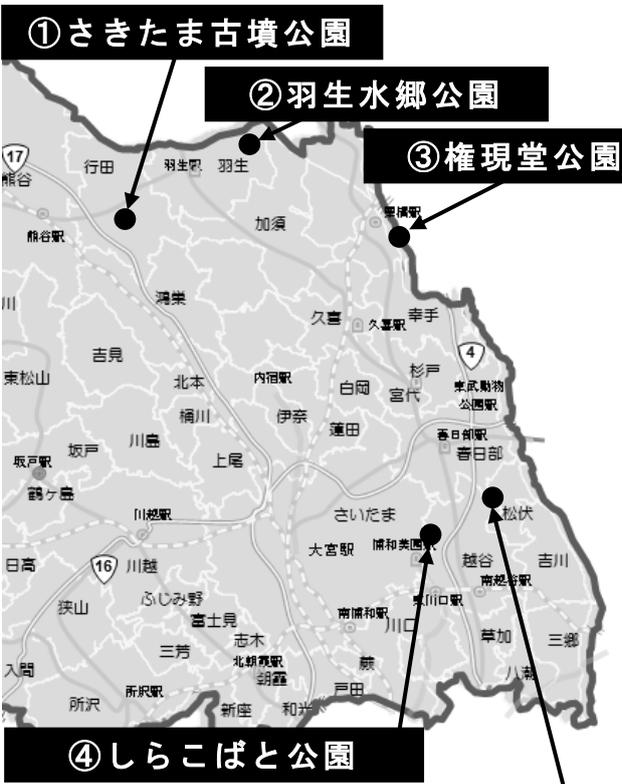 ①さきたま古墳公園
②羽生水郷公園
③権現堂公園
17
行田
羽生駅
羽生
熊谷
栗橋駅
熊谷駅
加須
川
鴻巣
久喜
久喜駅
幸手
吉見
4
東松山
北本
内宿駅
白岡
杉戸
宮代
東武動物
公園駅
桶川
伊奈
蓮田
川島
坂戸
春日部駅
春日部
坂戸駅
上尾
鶴ヶ島
川越駅
さいたま
松伏
大宮駅
浦和美園駅
越谷
吉川
日高
16
川越
南越谷駅
狭山
ふじみ野
富士見
東川口駅
南浦和駅
川口
志木
草加
三郷
三芳
北朝霞駅
朝霞
蕨
入間
八潮
所沢駅
戸田
所沢
新座
和光
④しらこばと公園